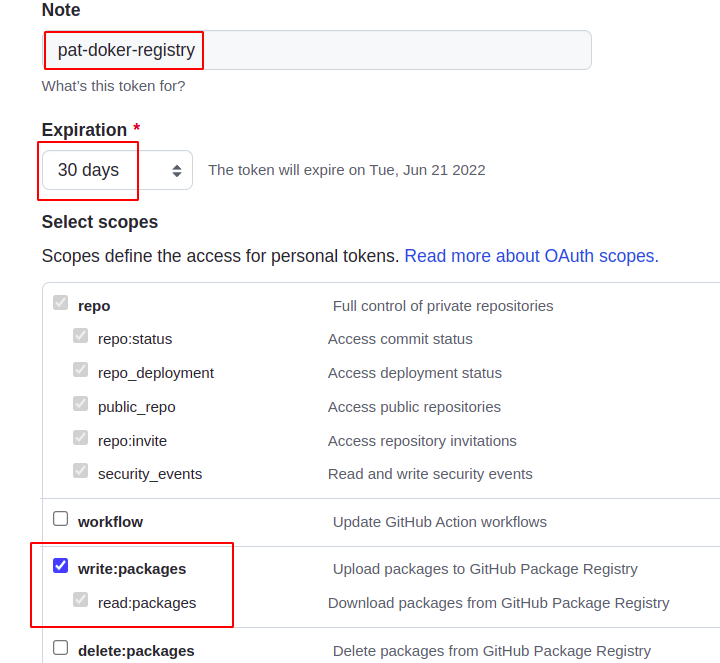 Note
pat-doker-registry
What's this token for?
Expiration *
30 days The token will expire on Tue, Jun 21 2022
Select scopes
Scopes define the access for personal tokens. Read more about OAuth scopes.
repo Full control of private repositories
repo:status Access commit status
repo_deployment Access deployment status
public_repo Access public repositories
repo:invite Access repository invitations
security_events Read and write security events
workflow Update GitHub Action workflows
write:packages Upload packages to GitHub Package Registry
read:packages Download packages from GitHub Package Registry
delete:packages Delete packages from GitHub Package Registry